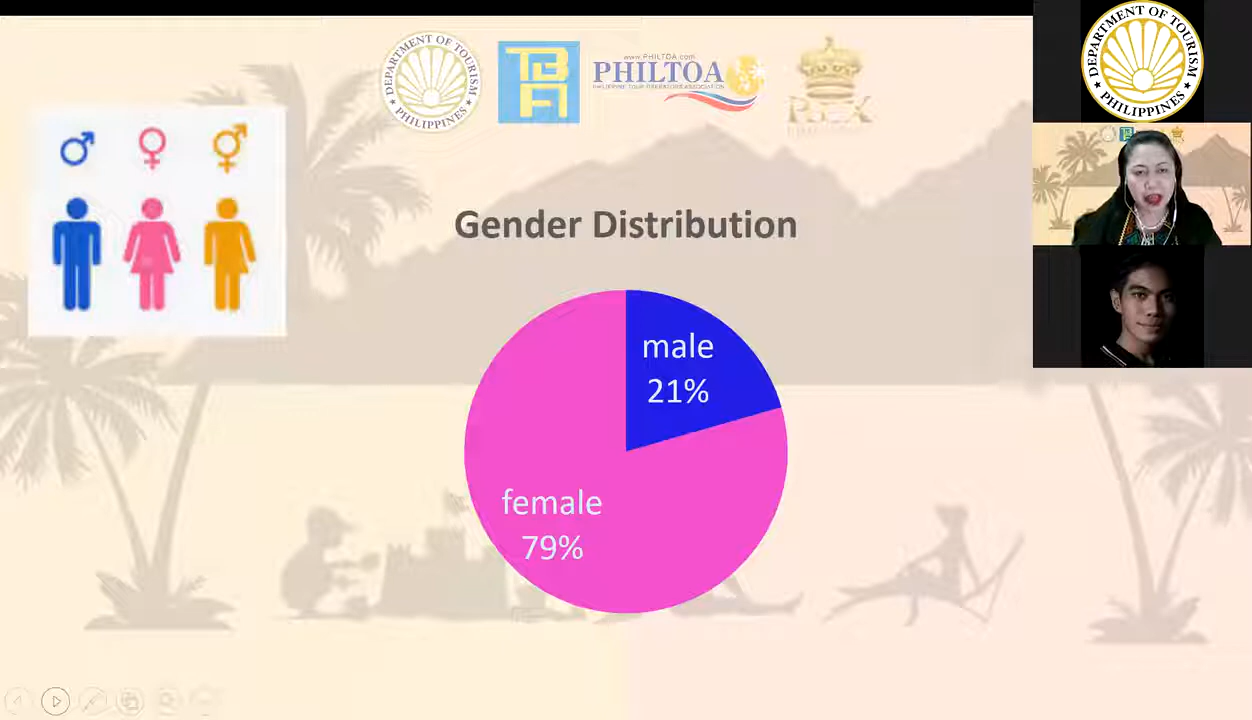 DEPARTMENT OF TOURISM
PHILIPPINES
TBA
www.PHILTOA.com
PHILTOA
PHILIPPINE TOUR OPERATORS ASSOCIATION
Gender Distribution
male
21%
female
79%
DEPARTMENT OF TOURISM
PHILIPPINES